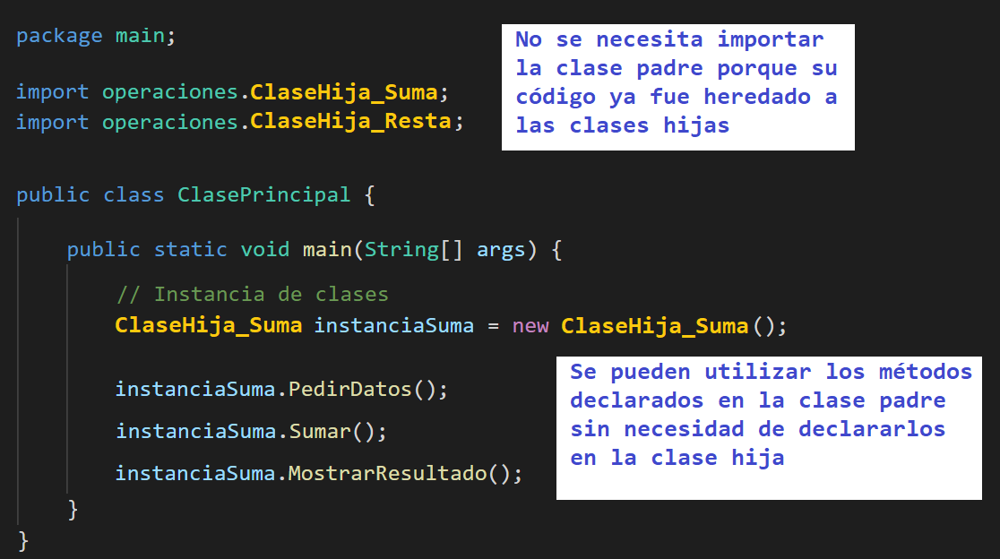 package main;
import operaciones.ClaseHija_Suma;
import operaciones.ClaseHija_Resta;
No se necesita importar
la clase padre porque su
código ya fue heredado a
las clases hijas
public class ClasePrincipal {
public static void main(String[] args) {
// Instancia de clases
ClaseHija_Suma instanciaSuma = new ClaseHija_Suma();
instanciaSuma.PedirDatos();
instanciaSuma.Sumar();
instanciaSuma.MostrarResultado();
Se pueden utilizar los métodos
declarados en la clase padre
sin necesidad de declararlos
en la clase hija
}
}